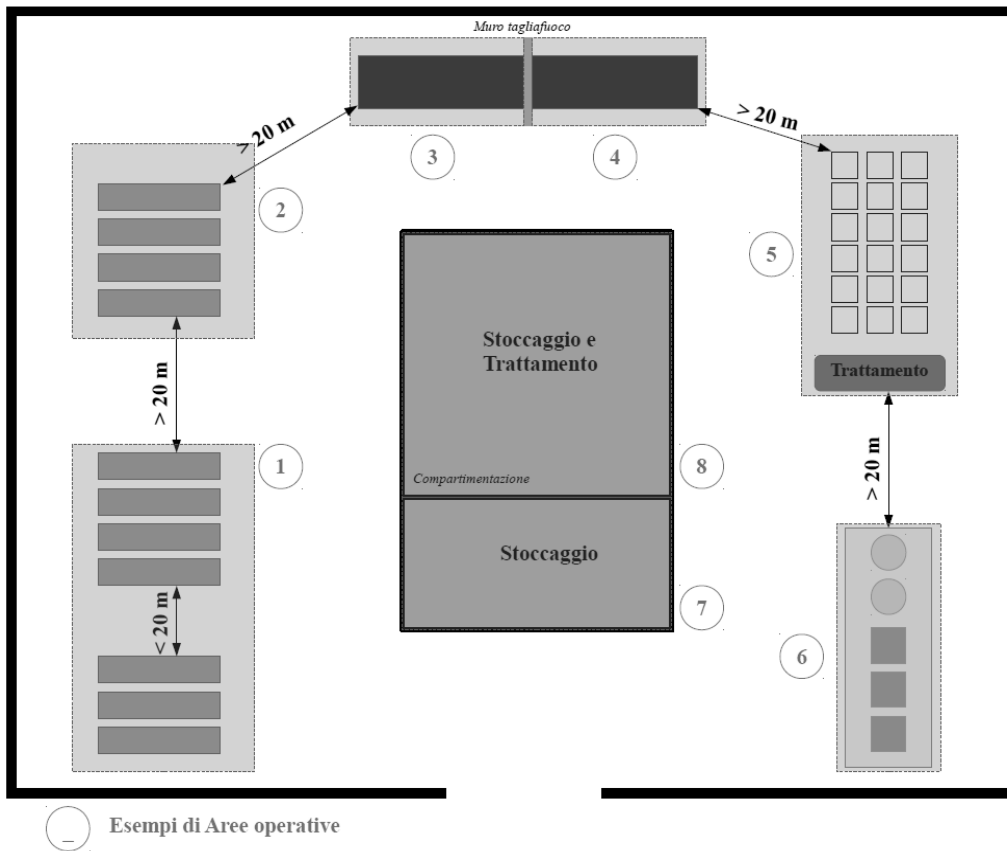 Muro tagliafuoco
> 20 m
> 20 m
3
4
2
5
Stoccaggio e
Trattamento
Trattamento
> 20 m
1
8
> 20 m
Compartimentazione
Stoccaggio
< 20 m
7
6
_
Esempi di Aree operative